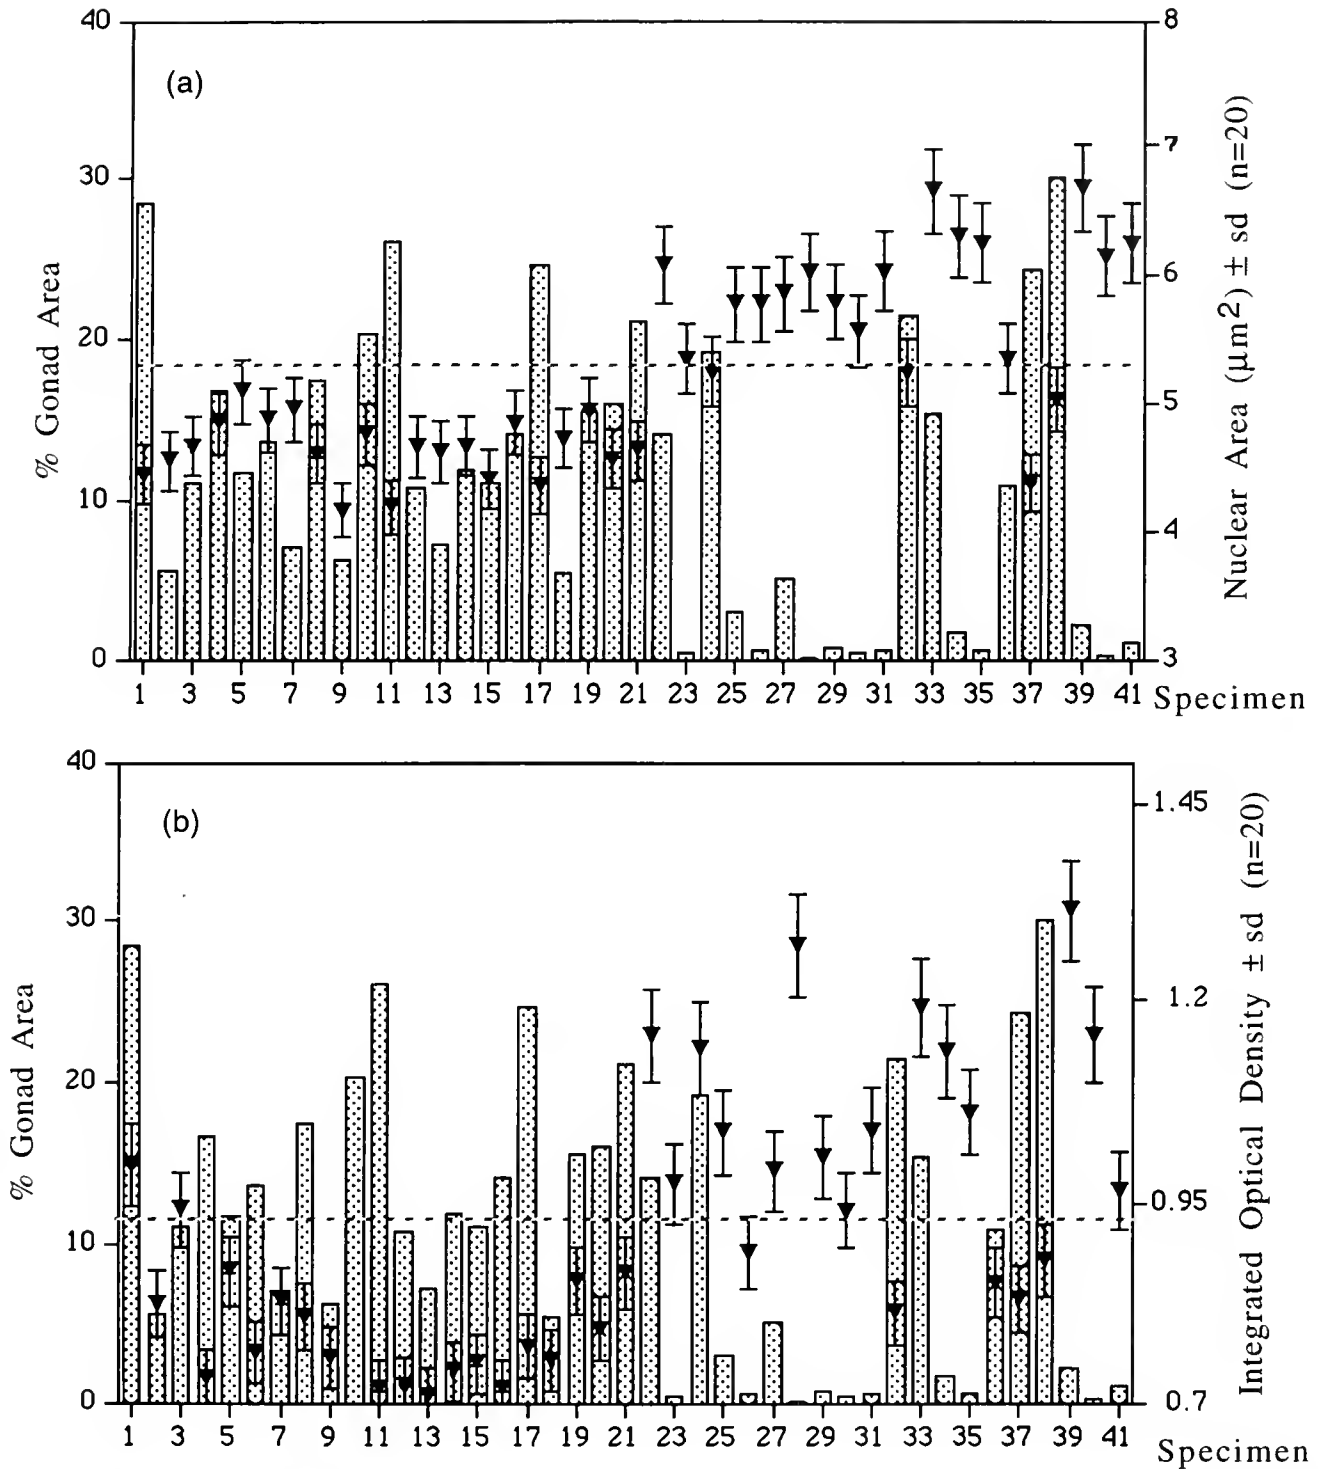 (a)
% Gonad Area
40
30
20
10
0
8
7
6
5
4
3
Nuclear Area (μm2) ± sd (n=20)
1 3 5 7 9 11 13 15 17 19 21 23 25 27 29 31 33 35 37 39 41 Specimen
(b)
% Gonad Area
40
30
20
10
0
1.45
1.2
0.95
0.7
Integrated Optical Density ± sd (n=20)
1 3 5 7 9 11 13 15 17 19 21 23 25 27 29 31 33 35 37 39 41
Specimen